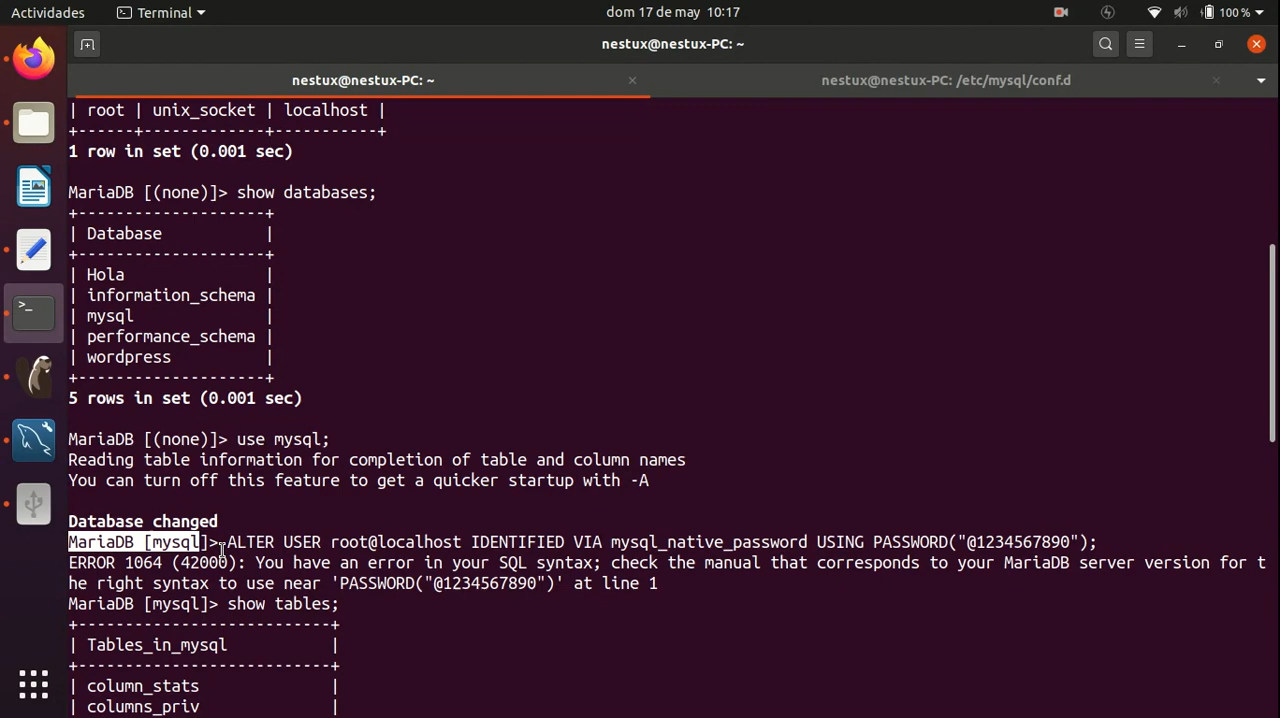 Actividades
Terminal
dom 17 de may 10:17
100 %
nestux@nestux-PC: ~
nestux@nestux-PC: ~
nestux@nestux-PC: /etc/mysql/conf.d
| root | unix_socket | localhost |
+------+-------------+-----------+
1 row in set (0.001 sec)
MariaDB [(none)]> show databases;
+--------------------+
| Database           |
+--------------------+
| Hola               |
| information_schema |
| mysql              |
| performance_schema |
| wordpress          |
+--------------------+
5 rows in set (0.001 sec)
MariaDB [(none)]> use mysql;
Reading table information for completion of table and column names
You can turn off this feature to get a quicker startup with -A
Database changed
MariaDB [mysql]> ALTER USER root@localhost IDENTIFIED VIA mysql_native_password USING PASSWORD("@1234567890");
ERROR 1064 (42000): You have an error in your SQL syntax; check the manual that corresponds to your MariaDB server version for t
he right syntax to use near 'PASSWORD("@1234567890")' at line 1
MariaDB [mysql]> show tables;
+---------------------------+
| Tables_in_mysql           |
+---------------------------+
| column_stats              |
| columns_priv              |